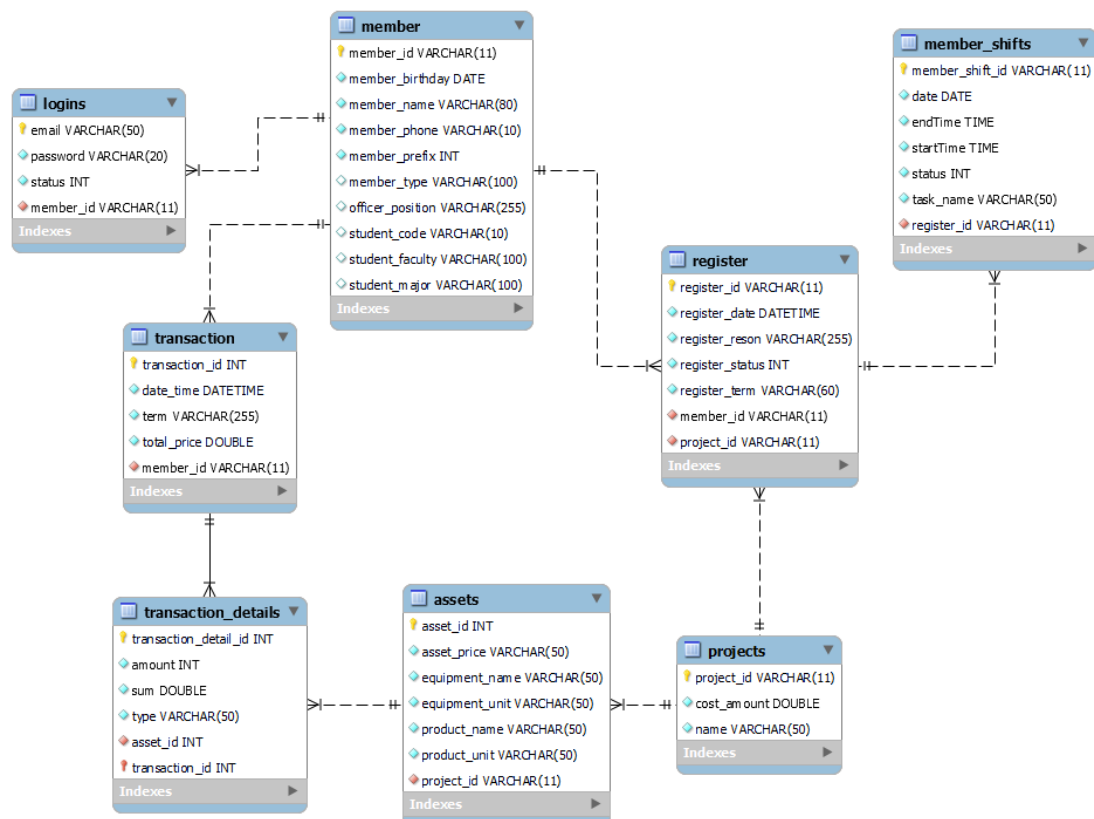 member
member_id VARCHAR(11)
member_birthday DATE
member_name VARCHAR(80)
member_phone VARCHAR(10)
member_prefix INT
member_type VARCHAR(100)
officer_position VARCHAR(255)
student_code VARCHAR(10)
student_faculty VARCHAR(100)
student_major VARCHAR(100)
Indexes
member_shifts
member_shift_id VARCHAR(11)
date DATE
endTime TIME
startTime TIME
status INT
task_name VARCHAR(50)
register_id VARCHAR(11)
Indexes
logins
email VARCHAR(50)
password VARCHAR(20)
status INT
member_id VARCHAR(11)
Indexes
register
register_id VARCHAR(11)
register_date DATETIME
register_reson VARCHAR(255)
register_status INT
register_term VARCHAR(60)
member_id VARCHAR(11)
project_id VARCHAR(11)
Indexes
transaction
transaction_id INT
date_time DATETIME
term VARCHAR(255)
total_price DOUBLE
member_id VARCHAR(11)
Indexes
transaction_details
transaction_detail_id INT
amount INT
sum DOUBLE
type VARCHAR(50)
asset_id INT
transaction_id INT
Indexes
assets
asset_id INT
asset_price VARCHAR(50)
equipment_name VARCHAR(50)
equipment_unit VARCHAR(50)
product_name VARCHAR(50)
product_unit VARCHAR(50)
project_id VARCHAR(11)
Indexes
projects
project_id VARCHAR(11)
cost_amount DOUBLE
name VARCHAR(50)
Indexes